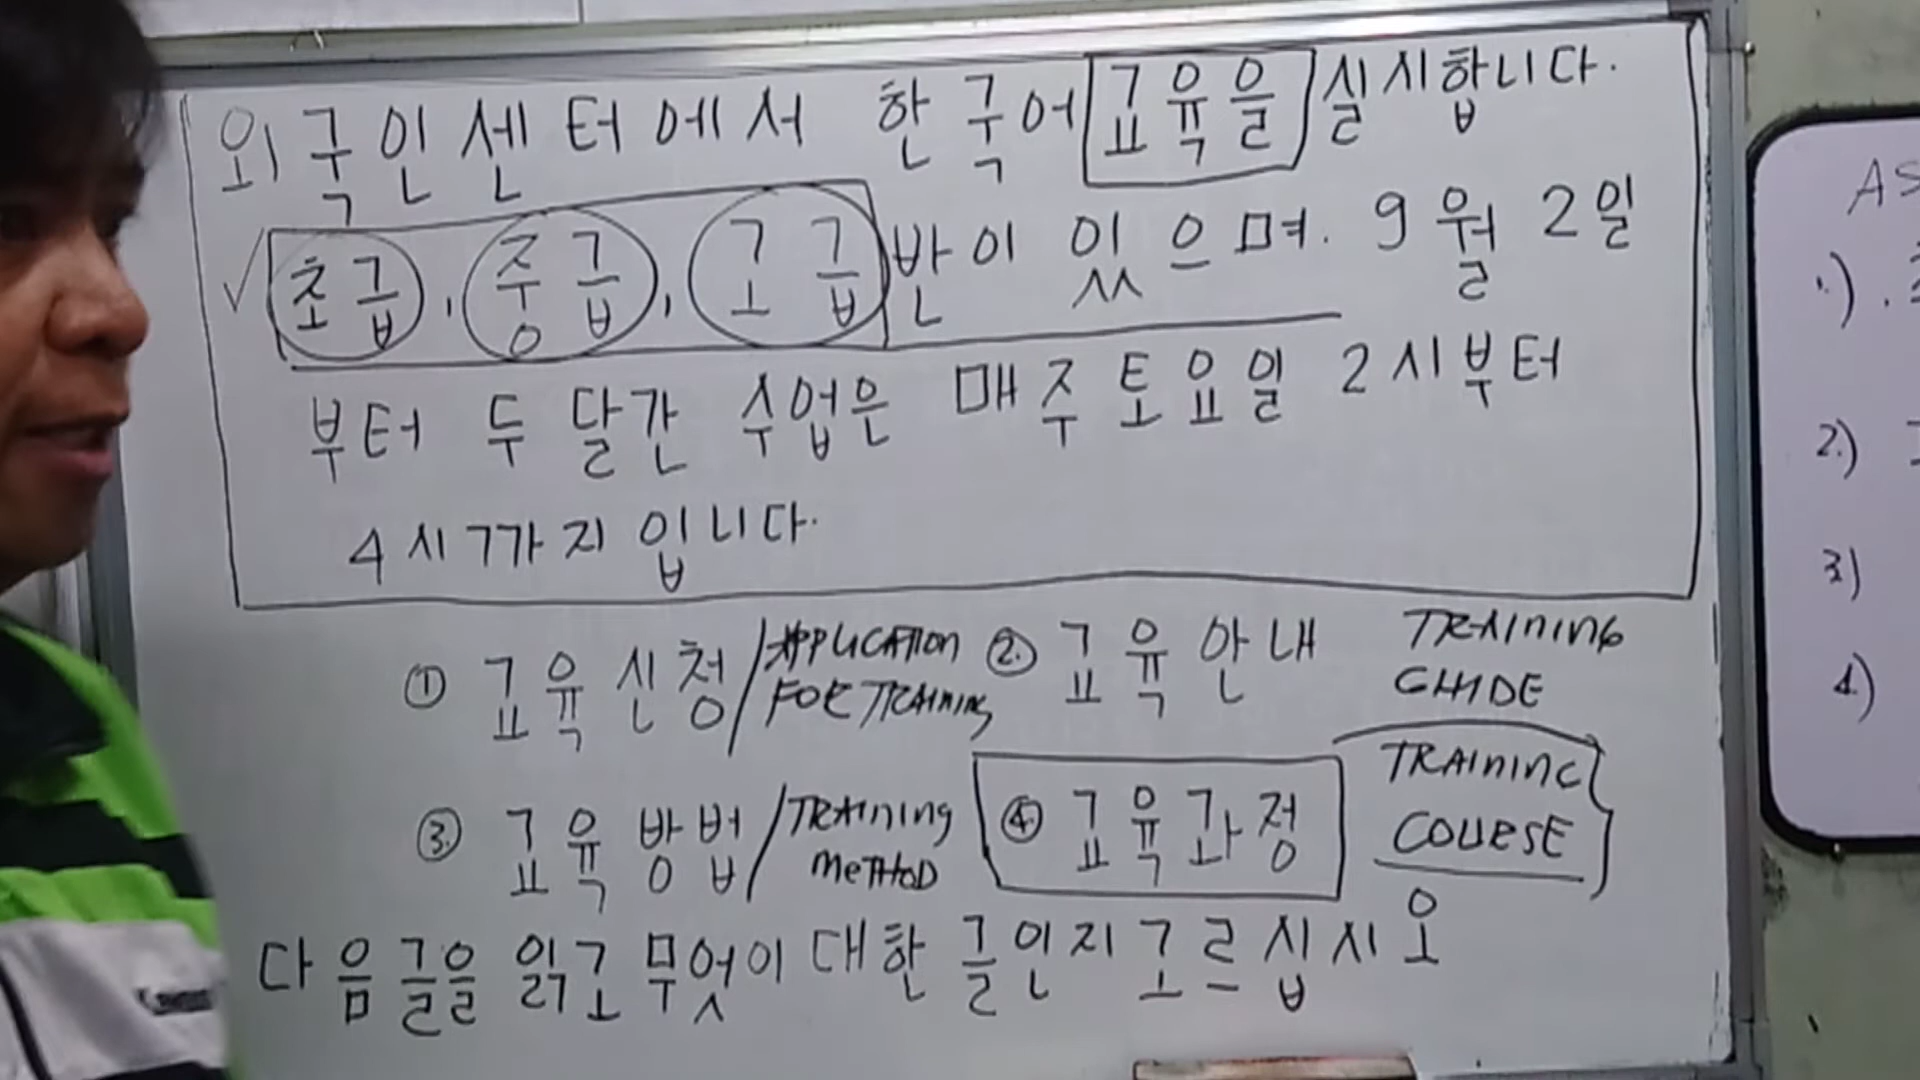 외국인센터에서 한국어 교육을 실시합니다.
✓ 초급, 중급, 고급반이 있으며. 9월 2일
부터 두 달간 수업은 매주 토요일 2시부터
4시까지 입니다.
① 교육 신청 / APPLICATION FOR TRAINING ② 교육 안내 TRAINING GUIDE
③ 교육 방법 / TRAINING METHOD ④ 교육과정 TRAINING COURSE
다음 글을 읽고 무엇이 대한 글인지 고르십시오
AS
1.)
2.)
3)
4.)